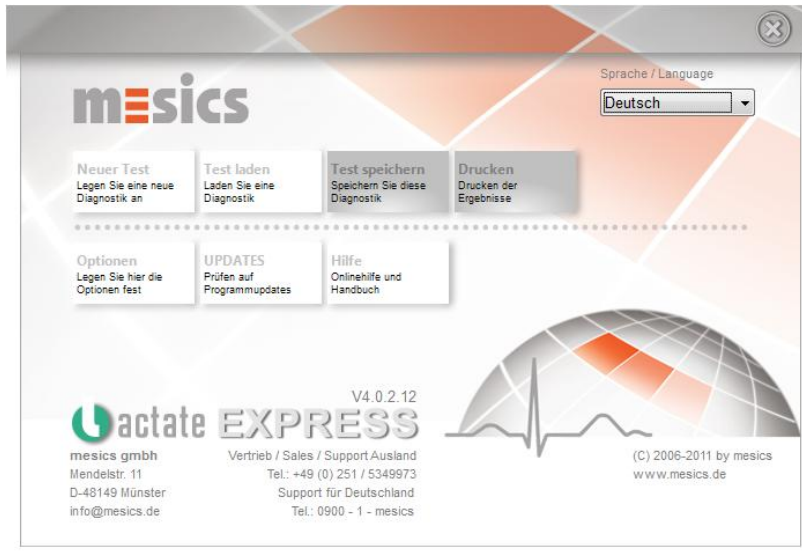 Sprache / Language
Deutsch
mesics
Neuer Test
Legen Sie eine neue
Diagnostik an
Test laden
Laden Sie eine
Diagnostik
Test speichern
Speichern Sie diese
Diagnostik
Drucken
Drucken der
Ergebnisse
Optionen
Legen Sie hier die
Optionen fest
UPDATES
Prüfen auf
Programmupdates
Hilfe
Onlinehilfe und
Handbuch
V4.0.2.12
Lactate EXPRESS
mesics gmbh
Mendelstr. 11
D-48149 Münster
info@mesics.de
Vertrieb / Sales / Support Ausland
Tel.: +49 (0) 251 / 5349973
Support für Deutschland
Tel.: 0900 - 1 - mesics
(C) 2006-2011 by mesics
www.mesics.de